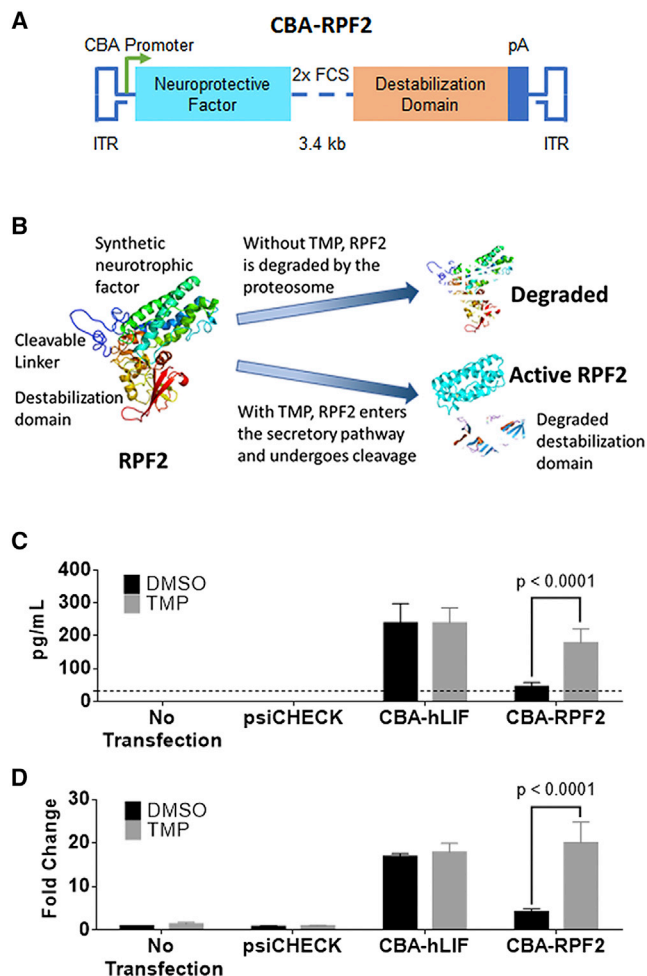 A
CBA-RPF2
CBA Promoter
pA
Neuroprotective
Factor
2x FCS
Destabilization
Domain
ITR
3.4 kb
ITR
B
Synthetic
neurotrophic
factor
Cleavable
Linker
Destabilization
domain
RPF2
Without TMP, RPF2
is degraded by the
proteosome
Degraded
With TMP, RPF2 enters
the secretory pathway
and undergoes cleavage
Active RPF2
Degraded
destabilization
domain
C
pg/mL
400
300
200
100
0
DMSO
TMP
p < 0.0001
No
Transfection
psiCHECK
CBA-hLIF
CBA-RPF2
D
Fold Change
30
20
10
0
DMSO
TMP
p < 0.0001
No
Transfection
psiCHECK
CBA-hLIF
CBA-RPF2